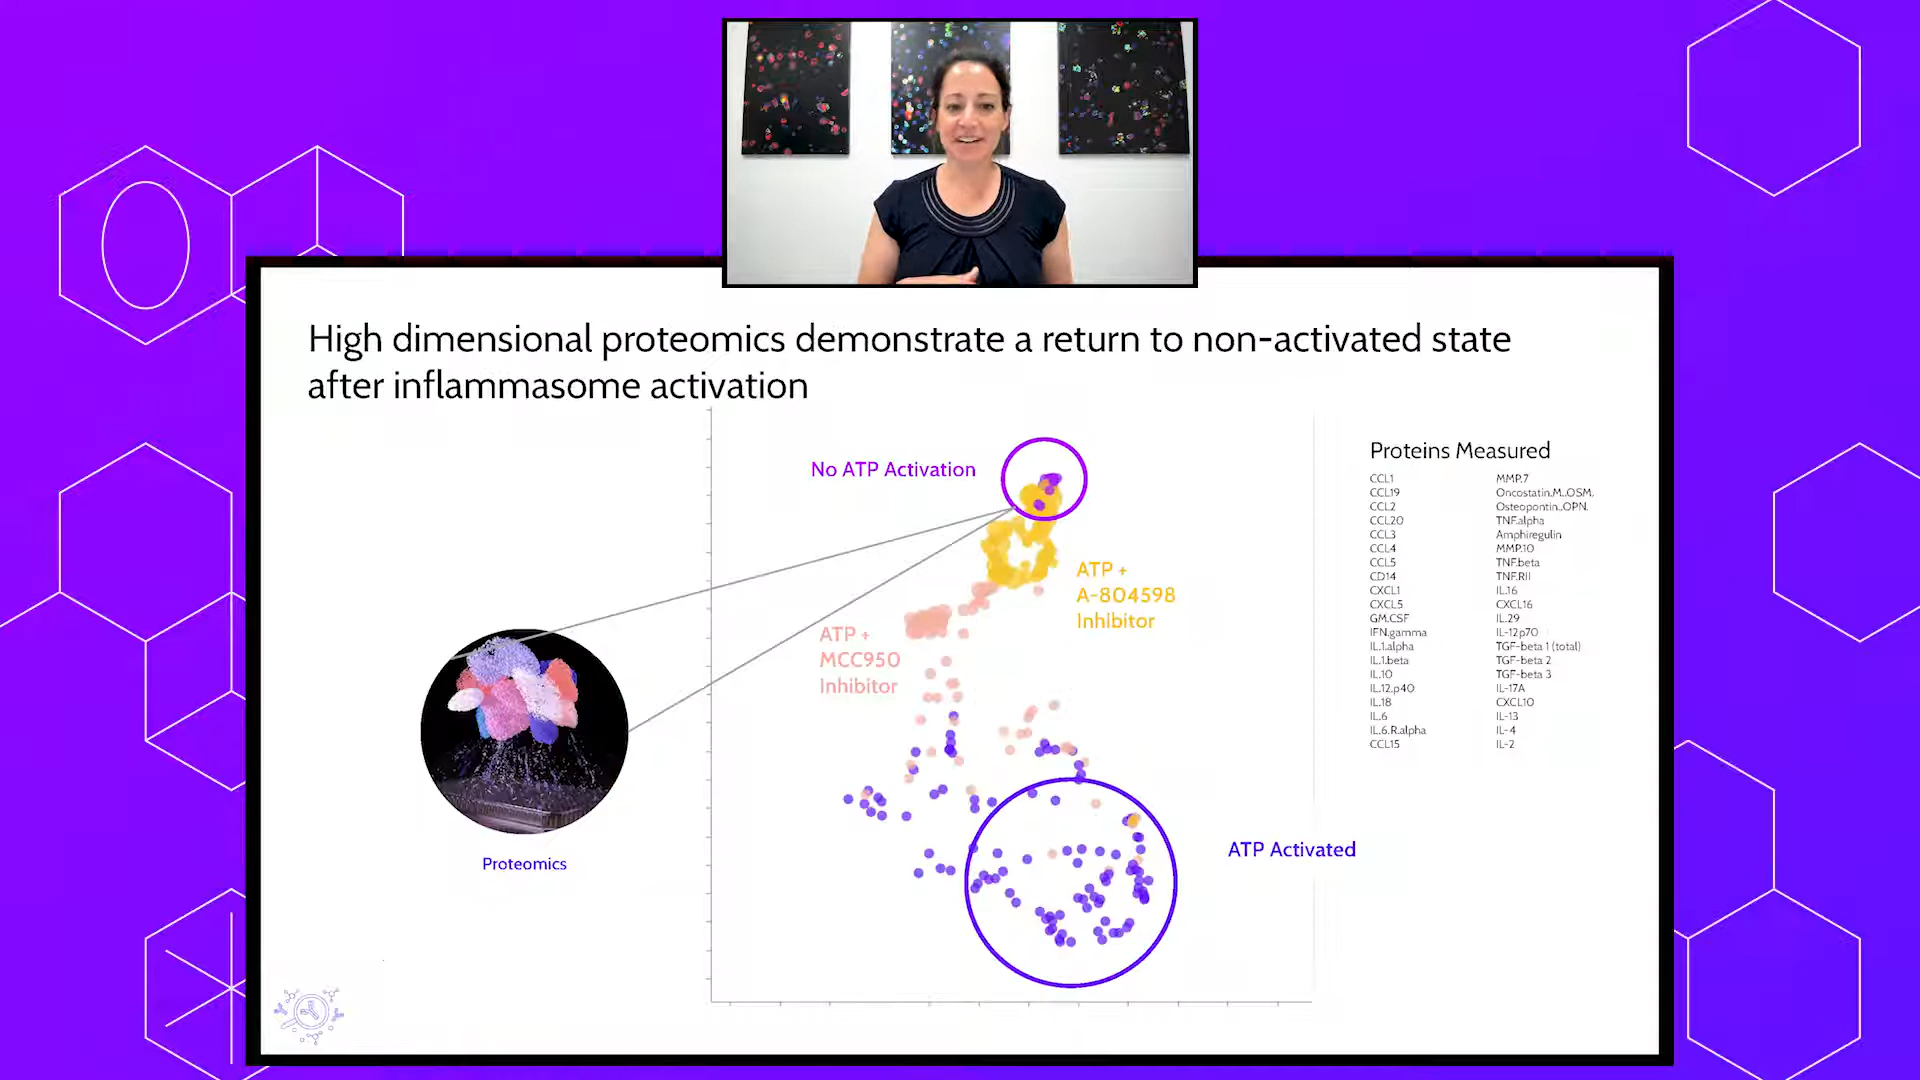 High dimensional proteomics demonstrate a return to non-activated state
after inflammasome activation
No ATP Activation
ATP +
A-804598
Inhibitor
ATP +
MCC950
Inhibitor
ATP Activated
Proteomics
Proteins Measured
CCL1
CCL19
CCL2
CCL20
CCL3
CCL4
CCL5
CD14
CXCL1
CXCL5
GM.CSF
IFN.gamma
IL.1.alpha
IL.1.beta
IL.10
IL.12.p40
IL.18
IL.6
IL.6.R.alpha
CCL15
MMP.7
Oncostatin.M..OSM.
Osteopontin..OPN.
TNF.alpha
Amphiregulin
MMP.10
TNF.beta
TNF.RII
IL.16
CXCL16
IL.29
IL-12p70
TGF-beta 1 (total)
TGF-beta 2
TGF-beta 3
IL-17A
CXCL10
IL-13
IL-4
IL-2